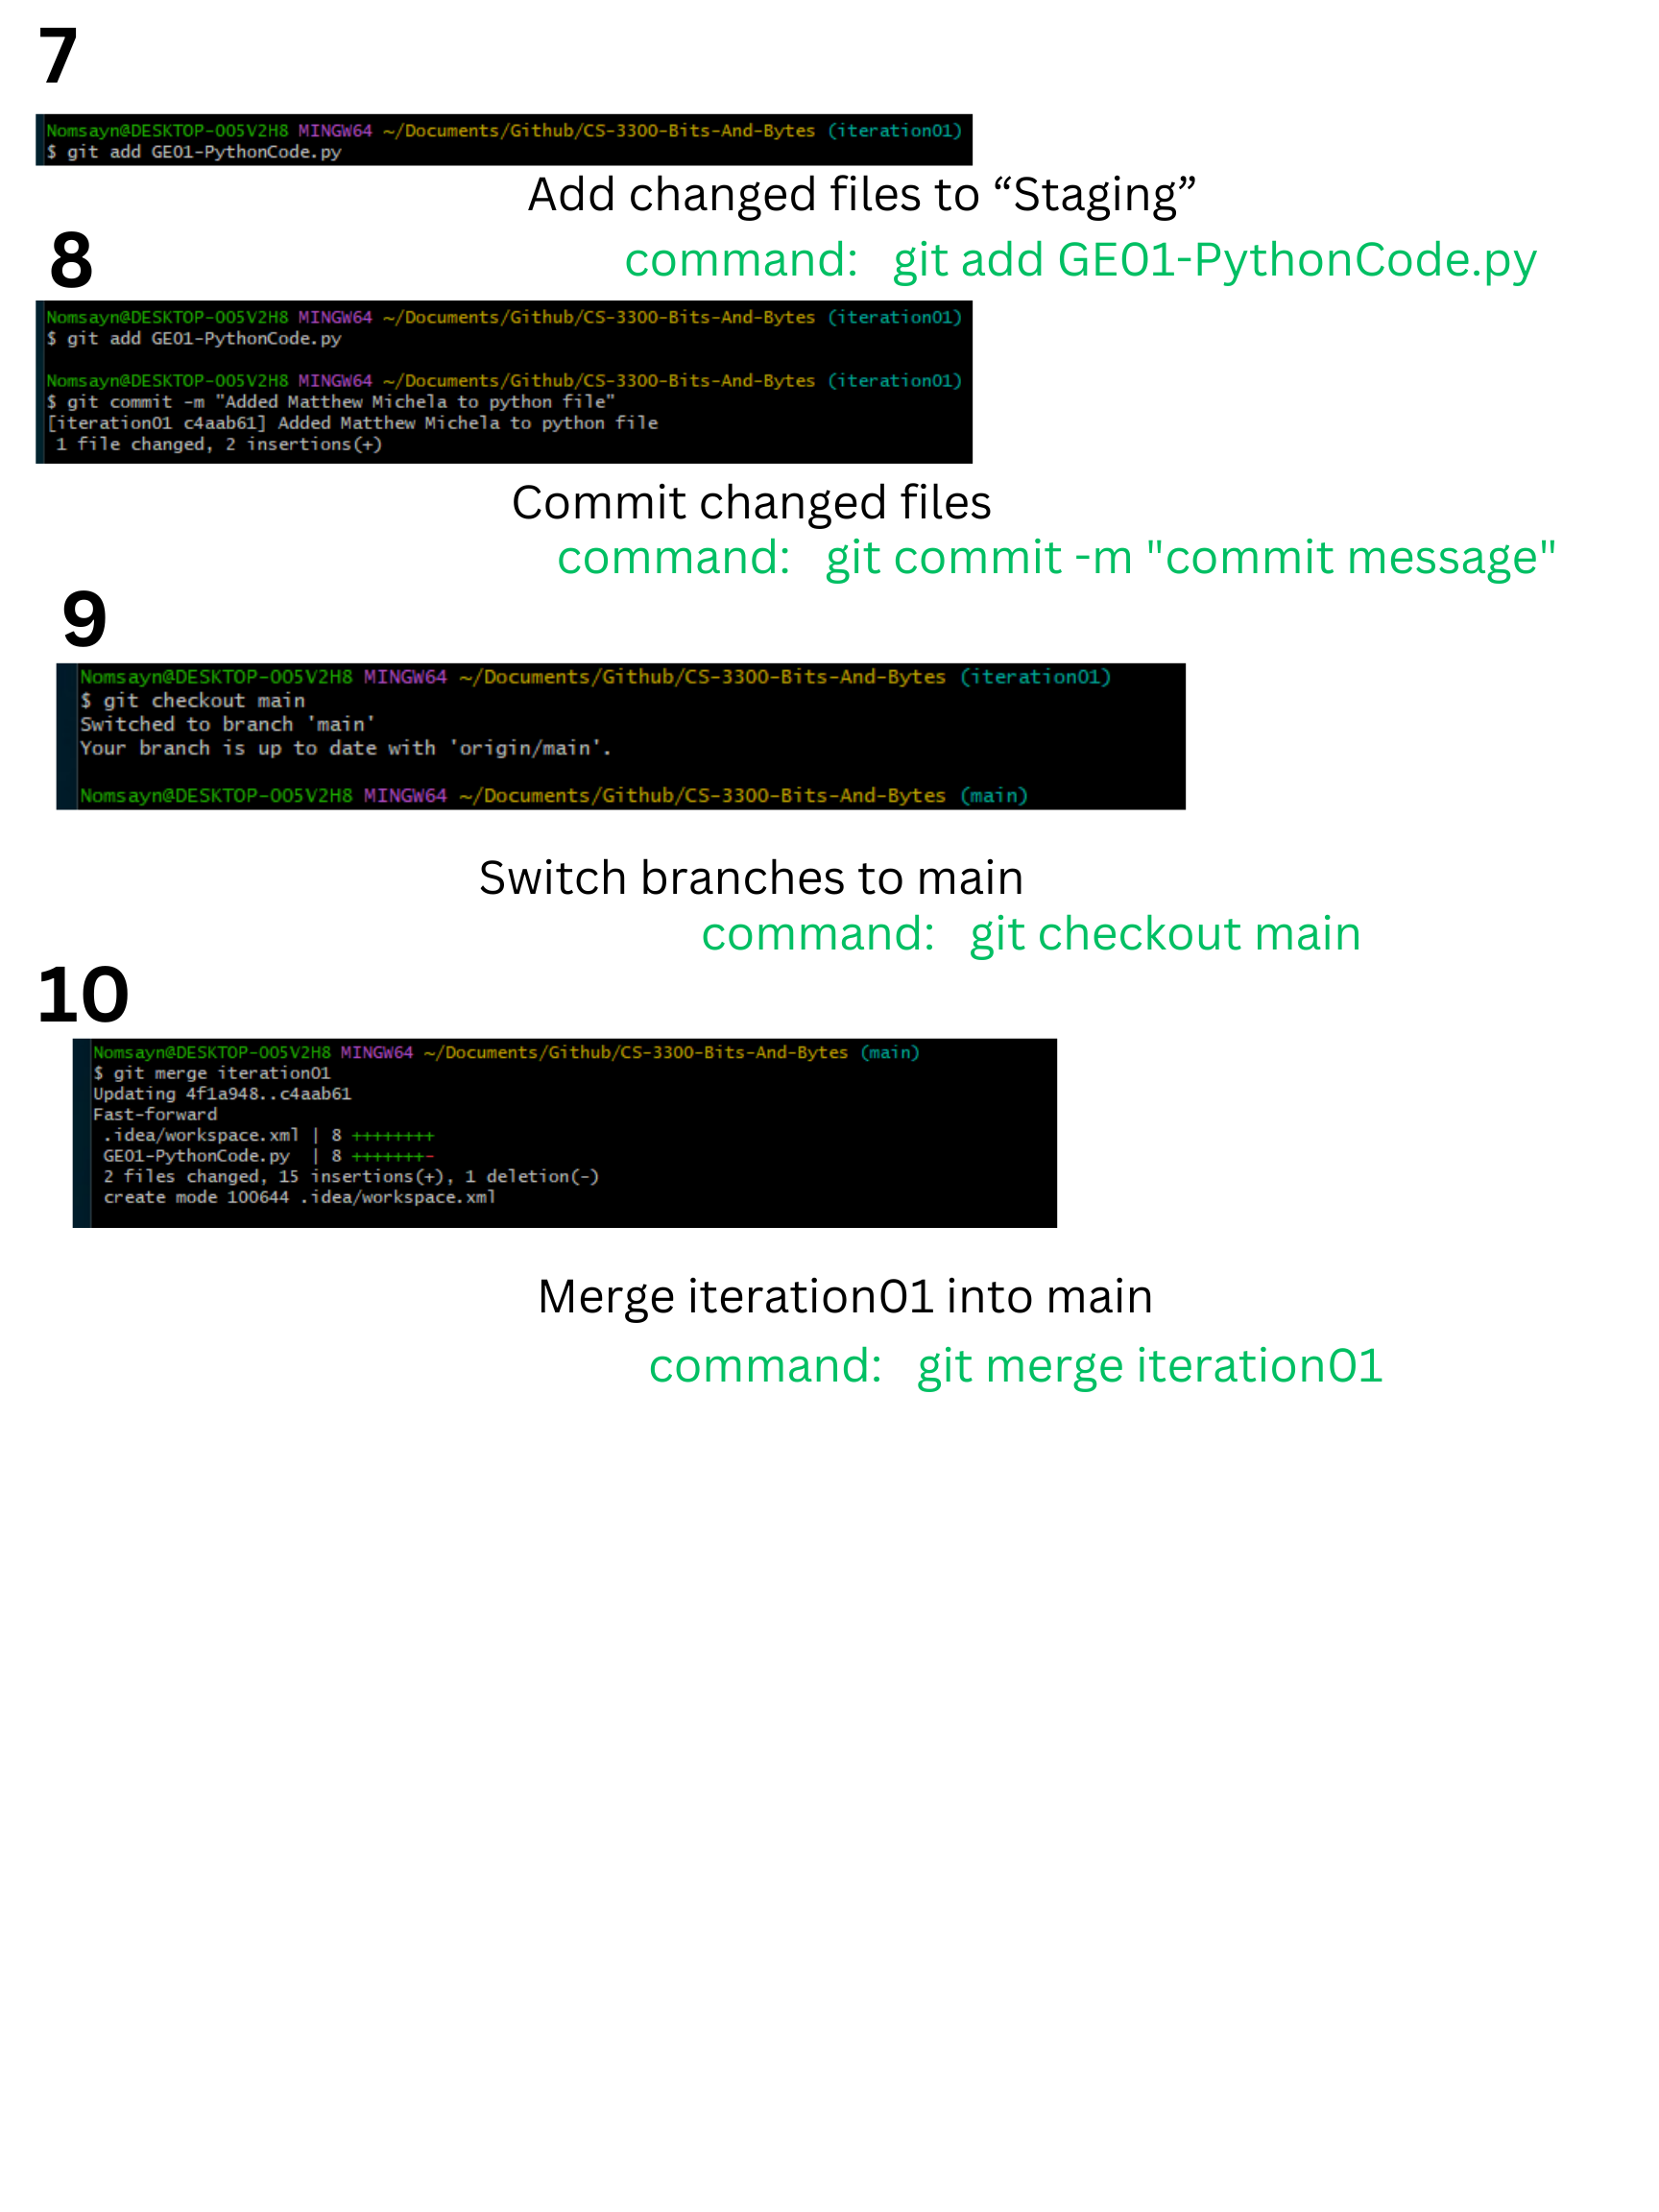 7
Nomsayn@DESKTOP-OO5V2H8 MINGW64 ~/Documents/Github/CS-3300-Bits-And-Bytes (iteration01)
$ git add GE01-PythonCode.py
Add changed files to “Staging”
command: git add GE01-PythonCode.py
8
Nomsayn@DESKTOP-OO5V2H8 MINGW64 ~/Documents/Github/CS-3300-Bits-And-Bytes (iteration01)
$ git add GE01-PythonCode.py
Nomsayn@DESKTOP-OO5V2H8 MINGW64 ~/Documents/Github/CS-3300-Bits-And-Bytes (iteration01)
$ git commit -m "Added Matthew Michela to python file"
[iteration01 c4aab61] Added Matthew Michela to python file
1 file changed, 2 insertions(+)
Commit changed files
command: git commit -m "commit message"
9
Nomsayn@DESKTOP-OO5V2H8 MINGW64 ~/Documents/Github/CS-3300-Bits-And-Bytes (iteration01)
$ git checkout main
Switched to branch 'main'
Your branch is up to date with 'origin/main'.
Nomsayn@DESKTOP-OO5V2H8 MINGW64 ~/Documents/Github/CS-3300-Bits-And-Bytes (main)
Switch branches to main
command: git checkout main
10
Nomsayn@DESKTOP-OO5V2H8 MINGW64 ~/Documents/Github/CS-3300-Bits-And-Bytes (main)
$ git merge iteration01
Updating 4f1a948..c4aab61
Fast-forward
.idea/workspace.xml | 8 ++++++++
GE01-PythonCode.py | 8 +++++++-
2 files changed, 15 insertions(+), 1 deletion(-)
create mode 100644 .idea/workspace.xml
Merge iteration01 into main
command: git merge iteration01